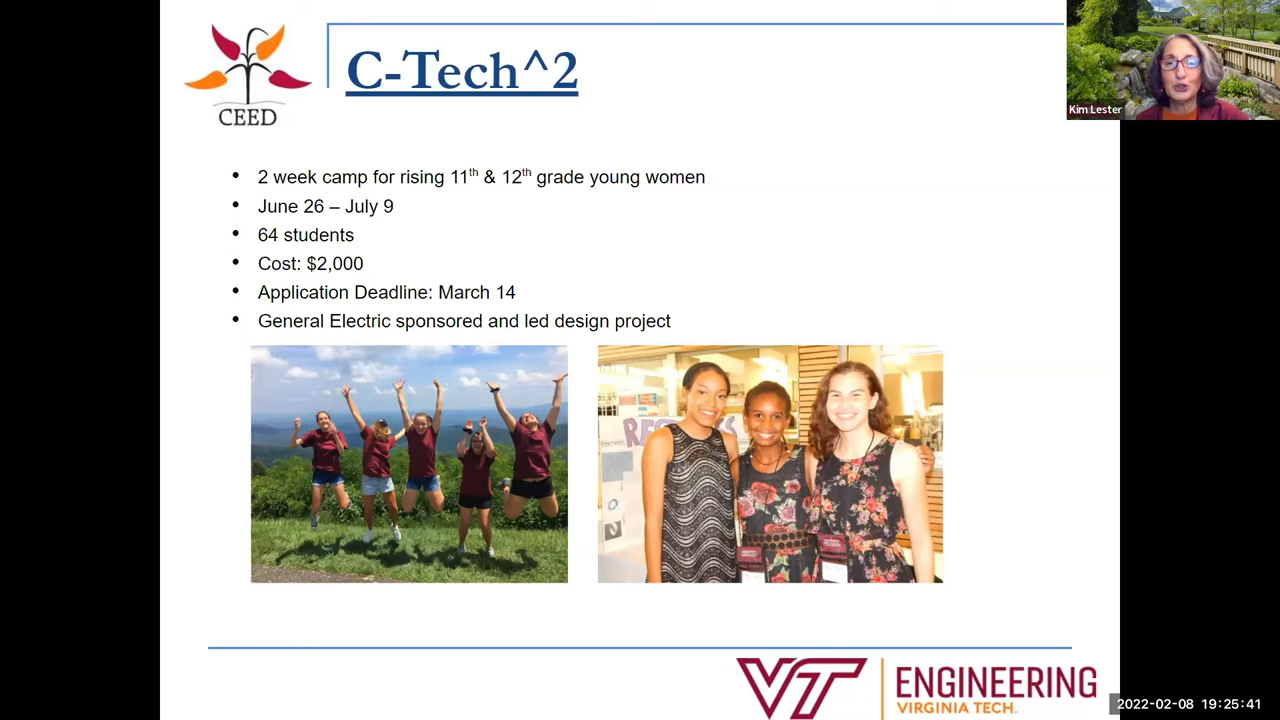 C-Tech^2
CEED
Kim Lester
• 2 week camp for rising 11th & 12th grade young women
• June 26 – July 9
• 64 students
• Cost: $2,000
• Application Deadline: March 14
• General Electric sponsored and led design project
VT
ENGINEERING
VIRGINIA TECH.
2022-02-08 19:25:41